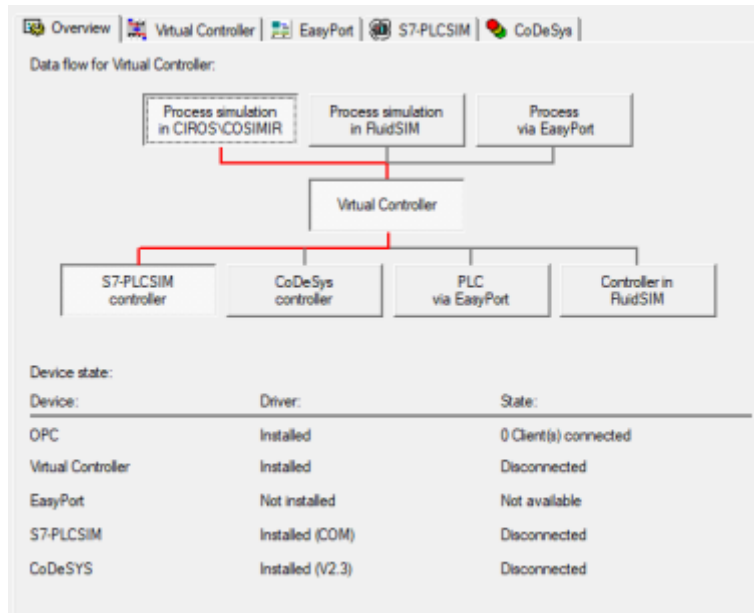 Overview Virtual Controller EasyPort S7-PLCSIM CoDeSys
Data flow for Virtual Controller:
Process simulation
in CIROS\COSIMIR
Process simulation
in FluidSIM
Process
via EasyPort
Virtual Controller
S7-PLCSIM
controller
CoDeSys
controller
PLC
via EasyPort
Controller in
FluidSIM
Device state:
Device: Driver: State:
OPC Installed 0 Client(s) connected
Virtual Controller Installed Disconnected
EasyPort Not installed Not available
S7-PLCSIM Installed (COM) Disconnected
CoDeSYS Installed (V2.3) Disconnected